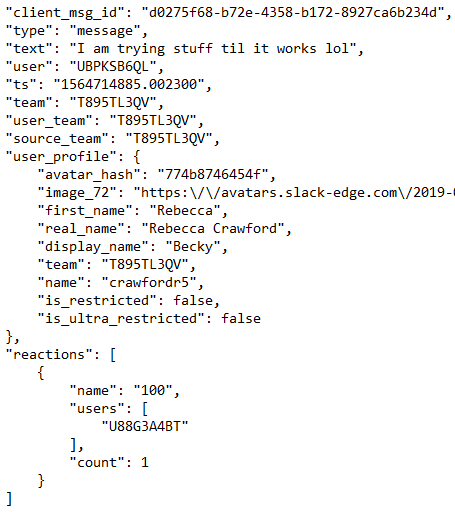 "client_msg_id": "d0275f68-b72e-4358-b172-8927ca6b234d",
"type": "message",
"text": "I am trying stuff til it works lol",
"user": "UBPKSB6QL",
"ts": "1564714885.002300",
"team": "T895TL3QV",
"user_team": "T895TL3QV",
"source_team": "T895TL3QV",
"user_profile": {
    "avatar_hash": "774b8746454f",
    "image_72": "https:\/\/avatars.slack-edge.com\/2019-0
    "first_name": "Rebecca",
    "real_name": "Rebecca Crawford",
    "display_name": "Becky",
    "team": "T895TL3QV",
    "name": "crawfordr5",
    "is_restricted": false,
    "is_ultra_restricted": false
},
"reactions": [
    {
        "name": "100",
        "users": [
            "U88G3A4BT"
        ],
        "count": 1
    }
]